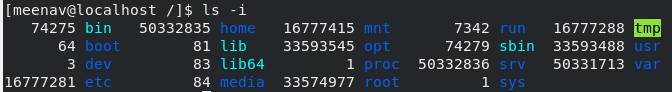 [meenav@localhost /]$ ls -i
74275 bin 50332835 home 16777415 mnt 7342 run 16777288 tmp
64 boot 81 lib 33593545 opt 74279 sbin 33593488 usr
3 dev 83 lib64 1 proc 50332836 srv 50331713 var
16777281 etc 84 media 33574977 root 1 sys